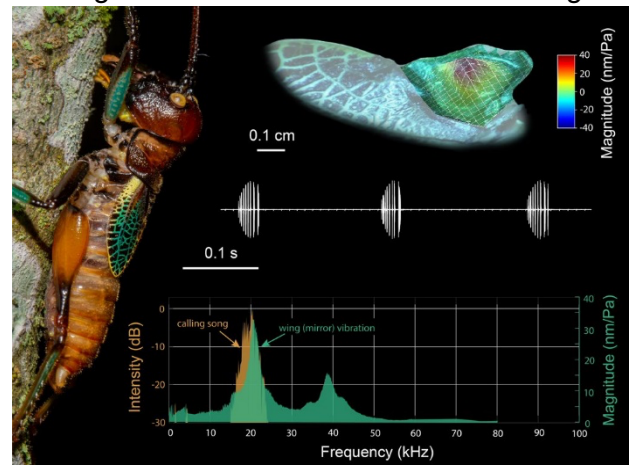 40
20
0
-20
-40
Magnitude (nm/Pa)
0.1 cm
0.1 s
calling song
wing (mirror) vibration
Intensity (dB)
0
-10
-20
-30
40
30
20
10
0
Magnitude (nm/Pa)
0 10 20 30 40 50 60 70 80 90 100
Frequency (kHz)